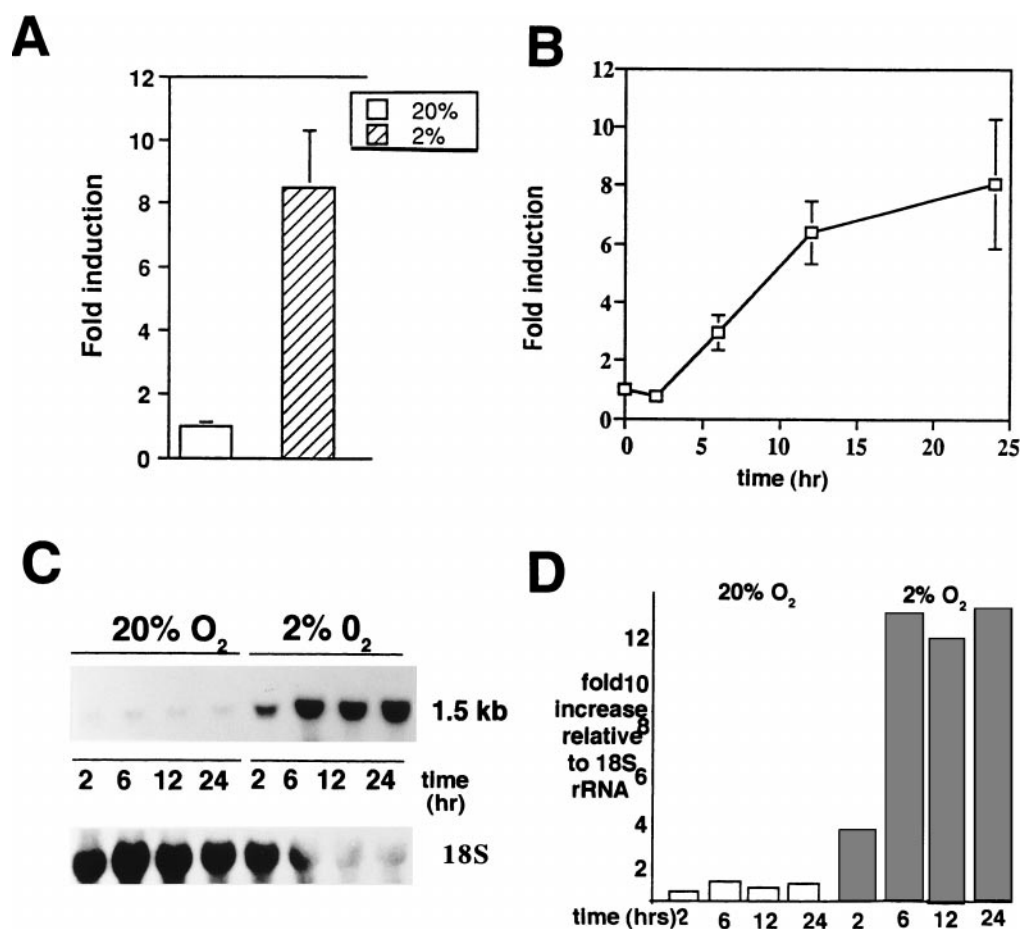 A
12
10
8
6
4
2
0
Fold induction
20%
2%
B
12
10
8
6
4
2
0
Fold induction
0 5 10 15 20 25
time (hr)
C
20% O2 2% 02
1.5 kb
2 6 12 24 2 6 12 24 time
(hr)
18S
D
20% O2 2% O2
12
10
8
6
4
2
fold
increase
relative
to 18S
rRNA
time (hrs) 2 6 12 24 2 6 12 24